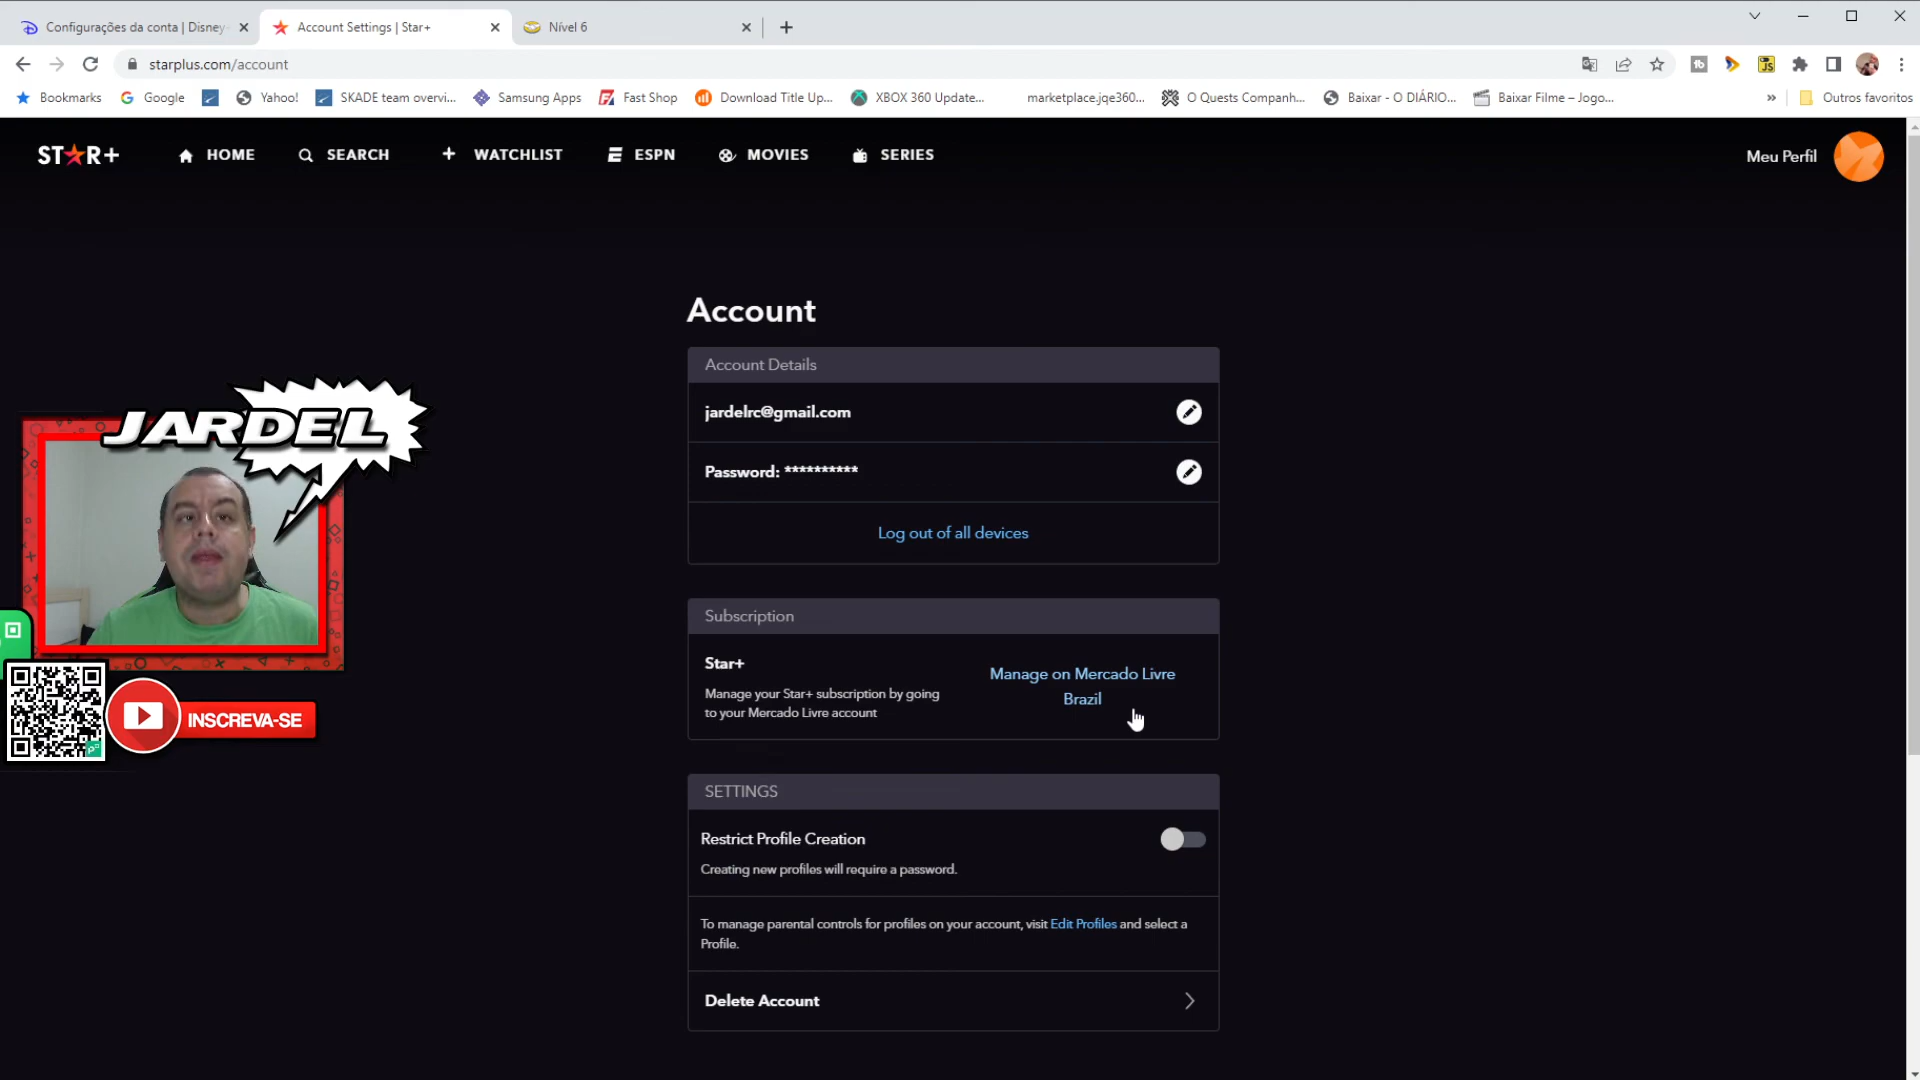 Configurações da conta | Disney
Account Settings | Star+
Nível 6
starplus.com/account
Bookmarks
Google
Yahoo!
SKADE team overvi...
Samsung Apps
Fast Shop
Download Title Up...
XBOX 360 Update...
marketplace.jqe360...
O Quests Companh...
Baixar - O DIÁRIO...
Baixar Filme – Jogo...
»
Outros favoritos
ST★R+
HOME
SEARCH
WATCHLIST
ESPN
MOVIES
SERIES
Meu Perfil
Account
Account Details
jardelrc@gmail.com
Password: **********
Log out of all devices
JARDEL
Subscription
Star+
Manage your Star+ subscription by going
to your Mercado Livre account
Manage on Mercado Livre
Brazil
INSCREVA-SE
SETTINGS
Restrict Profile Creation
Creating new profiles will require a password.
To manage parental controls for profiles on your account, visit Edit Profiles and select a
Profile.
Delete Account